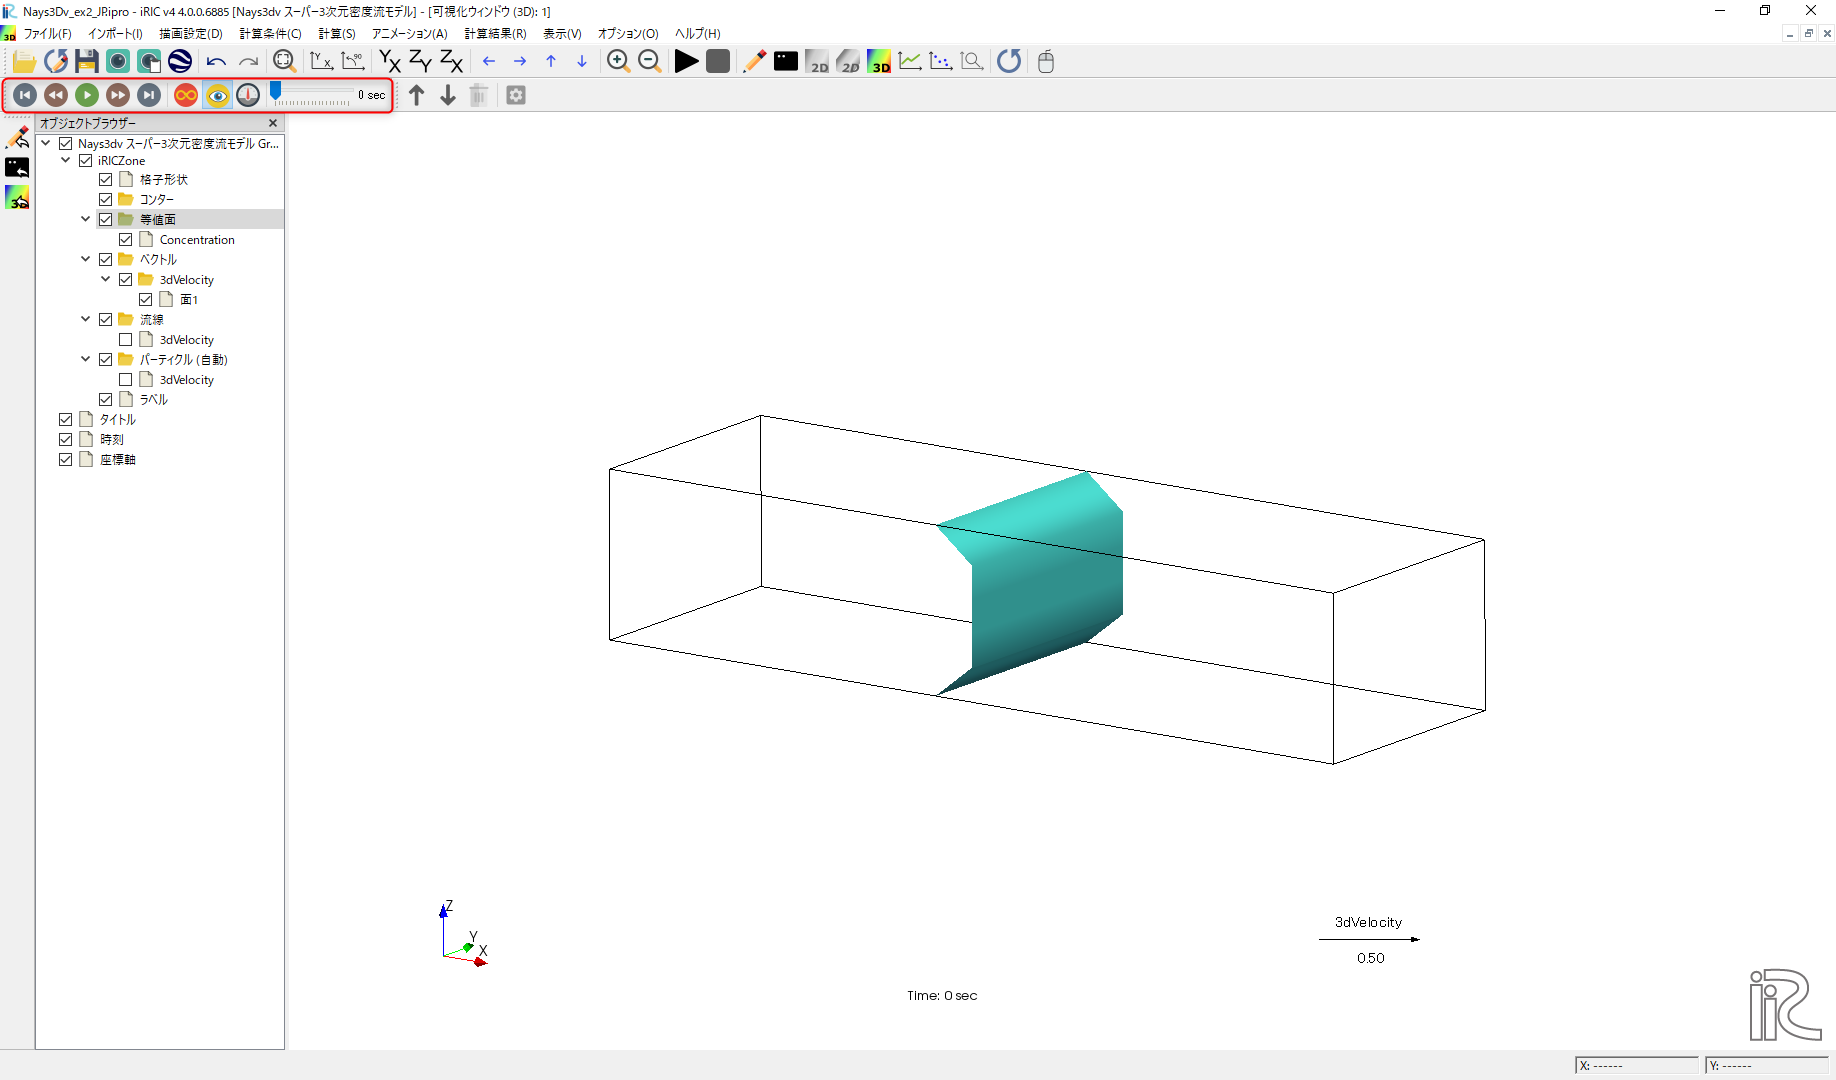 Nays3Dv_ex2_JP.ipro - iRIC v4 4.0.0.6885 [Nays3dv スーパー3次元密度流モデル] - [可視化ウィンドウ (3D): 1]
ファイル(F) インポート(I) 描画設定(D) 計算条件(C) 計算(S) アニメーション(A) 計算結果(R) 表示(V) オプション(O) ヘルプ(H)
0 sec
オブジェクトブラウザー
Nays3dv スーパー3次元密度流モデル Gr...
iRICZone
格子形状
コンター
等値面
Concentration
ベクトル
3dVelocity
面1
流線
3dVelocity
パーティクル (自動)
3dVelocity
ラベル
タイトル
時刻
座標軸
Z
Y
X
3dVelocity
0.50
Time: 0 sec
iRIC
X: ------ Y: ------